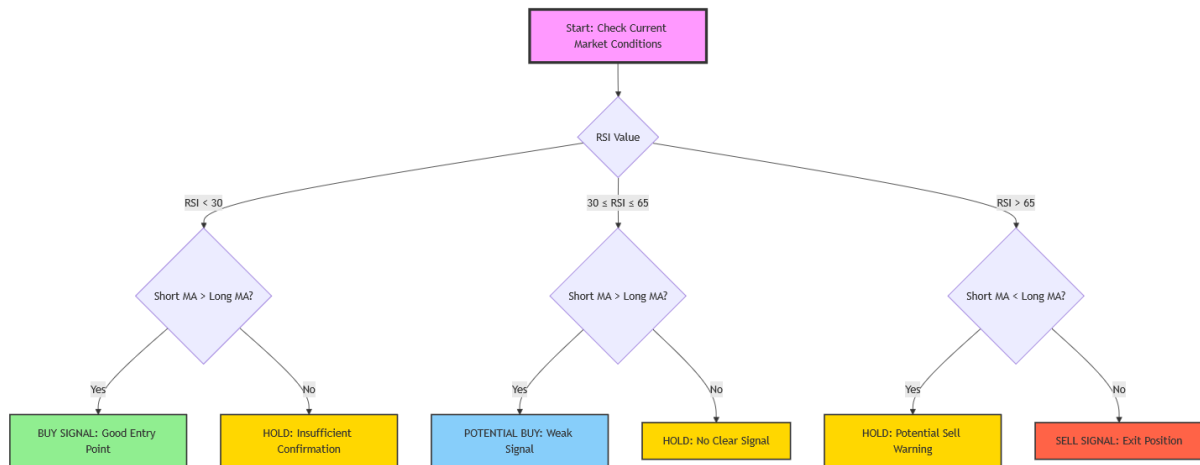 Start: Check Current
Market Conditions
RSI Value
RSI < 30
30 ≤ RSI ≤ 65
RSI > 65
Short MA > Long MA?
Short MA > Long MA?
Short MA < Long MA?
Yes
No
Yes
No
Yes
No
BUY SIGNAL: Good Entry
Point
HOLD: Insufficient
Confirmation
POTENTIAL BUY: Weak
Signal
HOLD: No Clear Signal
HOLD: Potential Sell
Warning
SELL SIGNAL: Exit Position